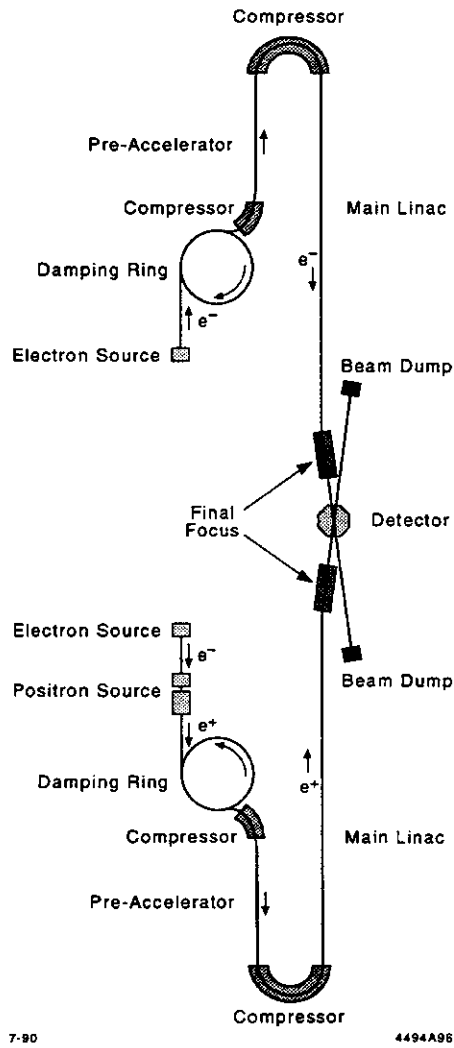 Compressor
Pre-Accelerator
Compressor
Main Linac
Damping Ring
e−
e−
Electron Source
Beam Dump
Final
Focus
Detector
Electron Source
e−
Positron Source
Beam Dump
e+
Damping Ring
e+
Compressor
Main Linac
Pre-Accelerator
Compressor
7-90
4494A96